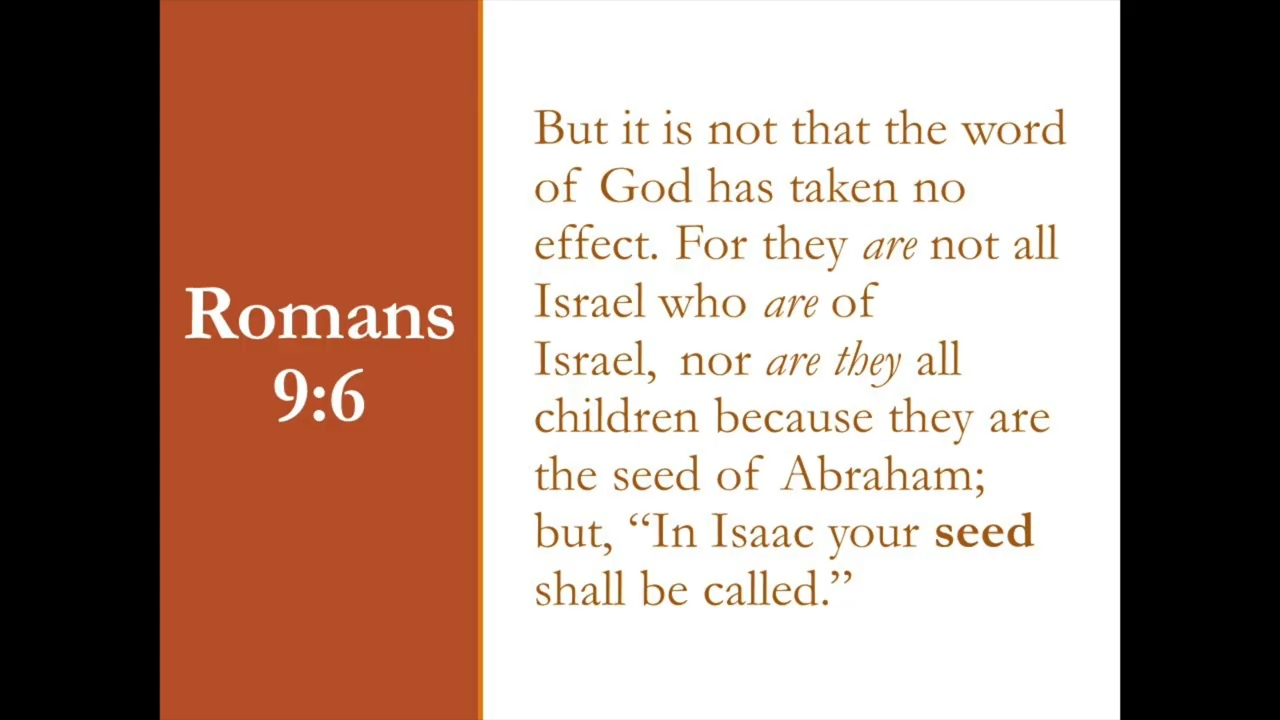 Romans
9:6
But it is not that the word
of God has taken no
effect. For they are not all
Israel who are of
Israel, nor are they all
children because they are
the seed of Abraham;
but, “In Isaac your seed
shall be called.”